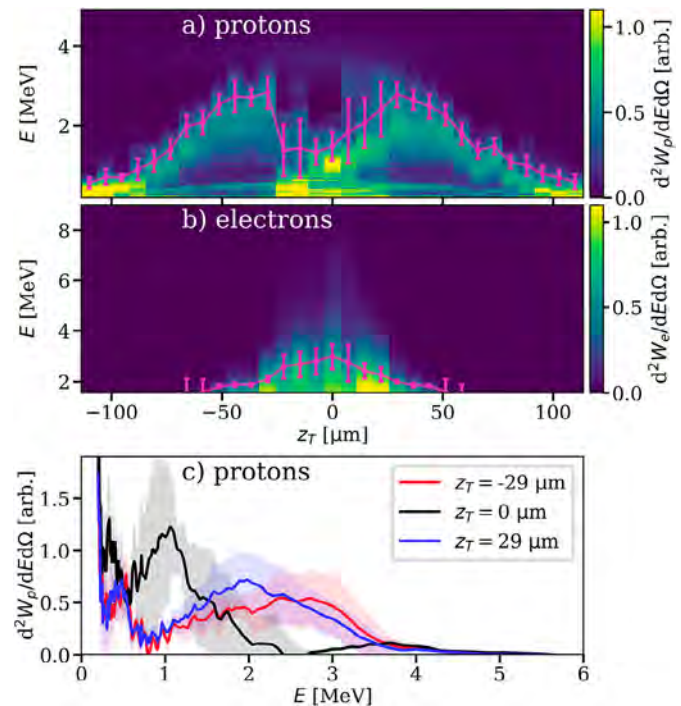 a) protons
4
2
E [MeV]
1.0
0.5
0.0
d²Wₚ/dEdΩ [arb.]
b) electrons
8
6
4
2
E [MeV]
1.0
0.5
0.0
d²Wₑ/dEdΩ [arb.]
−100 −50 0 50 100
z_T [µm]
c) protons
1.5
1.0
0.5
0.0
d²Wₚ/dEdΩ [arb.]
z_T = -29 µm
z_T = 0 µm
z_T = 29 µm
0 1 2 3 4 5 6
E [MeV]